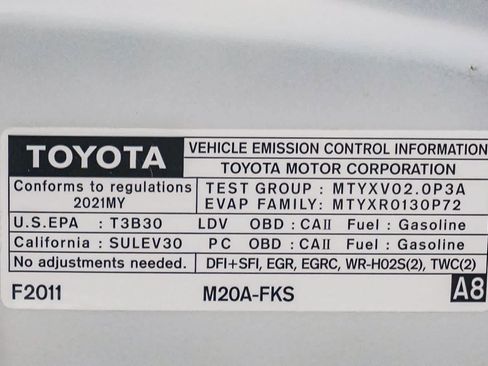 TOYOTA VEHICLE EMISSION CONTROL INFORMATION
TOYOTA MOTOR CORPORATION
Conforms to regulations TEST GROUP : MTYXV02.0P3A
2021MY EVAP FAMILY: MTYXR0130P72
U.S.EPA : T3B30 LDV OBD : CAII Fuel : Gasoline
California : SULEV30 PC OBD : CAII Fuel : Gasoline
No adjustments needed. DFI+SFI, EGR, EGRC, WR-H02S(2), TWC(2)
F2011 M20A-FKS A8